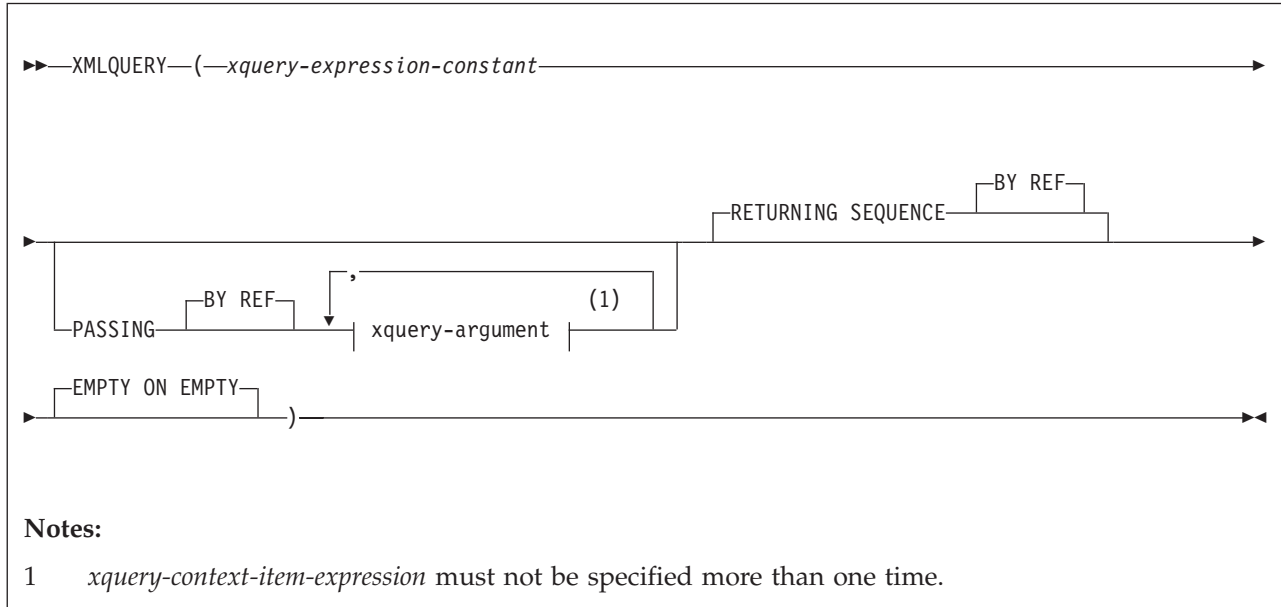 XMLQUERY ( xquery-expression-constant
BY REF
RETURNING SEQUENCE
,
BY REF (1)
PASSING xquery-argument
EMPTY ON EMPTY
)
Notes:
1 xquery-context-item-expression must not be specified more than one time.